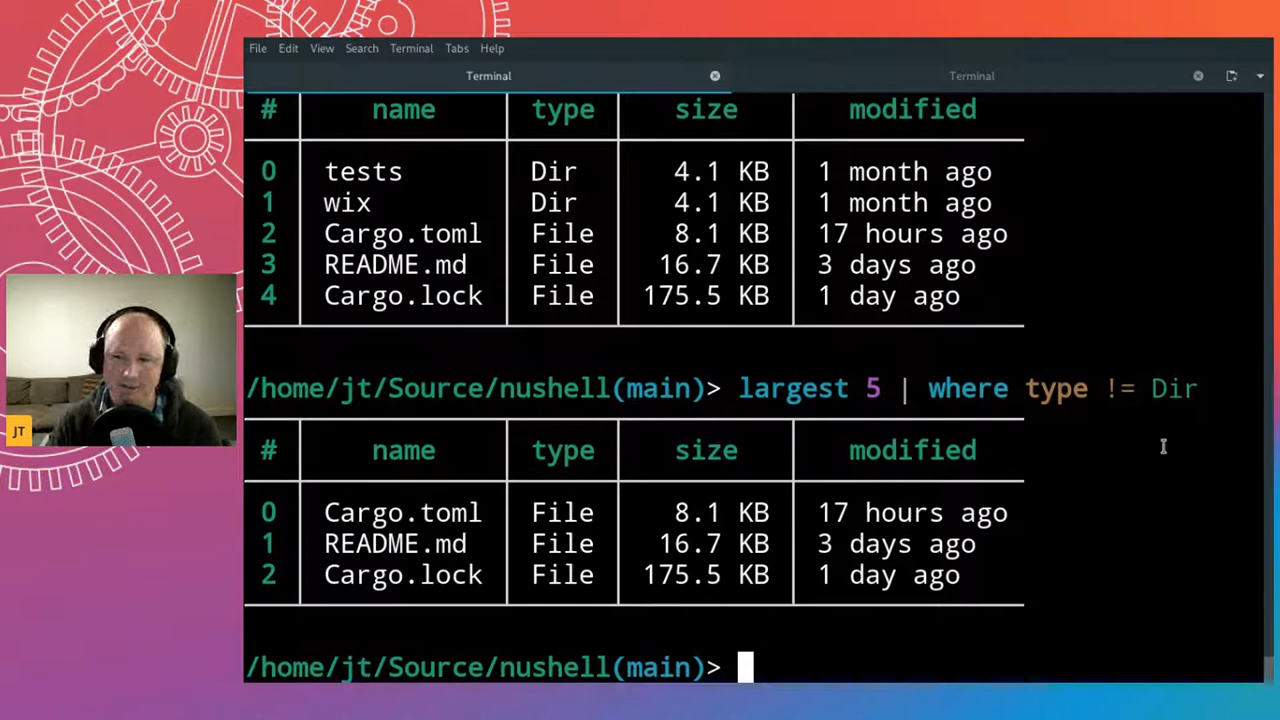 File Edit View Search Terminal Tabs Help
Terminal Terminal
# name type size modified
0 tests Dir 4.1 KB 1 month ago
1 wix Dir 4.1 KB 1 month ago
2 Cargo.toml File 8.1 KB 17 hours ago
3 README.md File 16.7 KB 3 days ago
4 Cargo.lock File 175.5 KB 1 day ago
/home/jt/Source/nushell(main)> largest 5 | where type != Dir
# name type size modified
0 Cargo.toml File 8.1 KB 17 hours ago
1 README.md File 16.7 KB 3 days ago
2 Cargo.lock File 175.5 KB 1 day ago
/home/jt/Source/nushell(main)>
JT